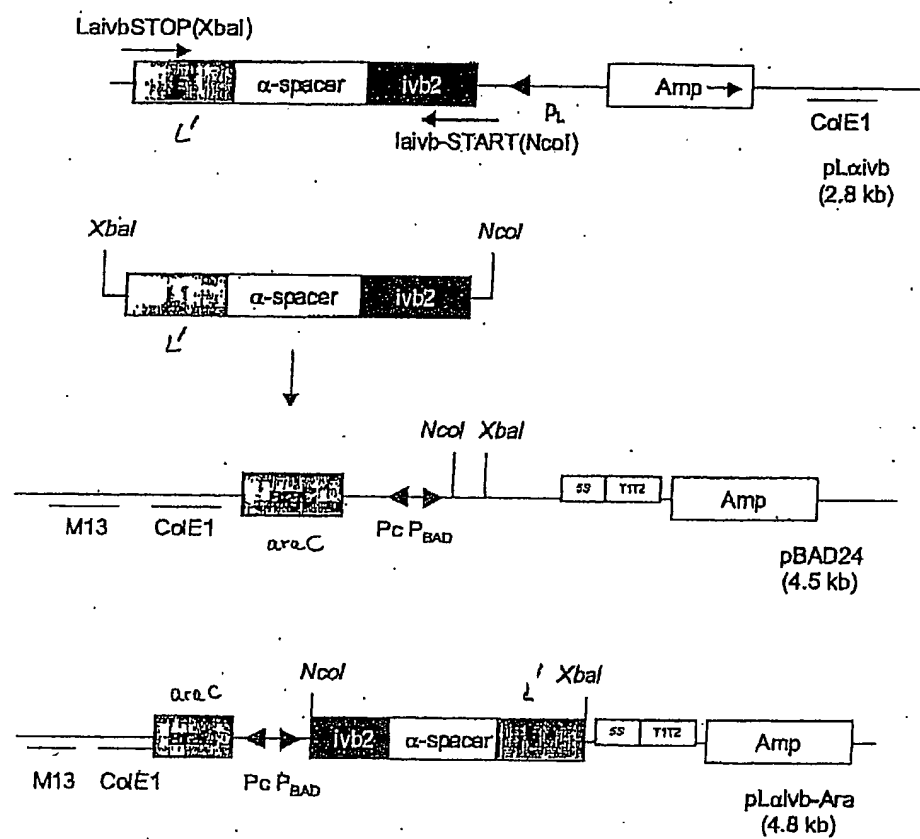 LaivbSTOP(XbaI)
α-spacer
ivb2
Amp
L'
PL
laivb-START(NcoI)
ColE1
pLαivb
(2.8 kb)
XbaI
NcoI
α-spacer
ivb2
L'
NcoI XbaI
5S T1T2
Amp
M13 ColE1
araC
Pc PBAD
pBAD24
(4.5 kb)
araC
NcoI
L'
XbaI
ivb2
α-spacer
5S T1T2
Amp
M13 ColE1
Pc PBAD
pLαIvb-Ara
(4.8 kb)